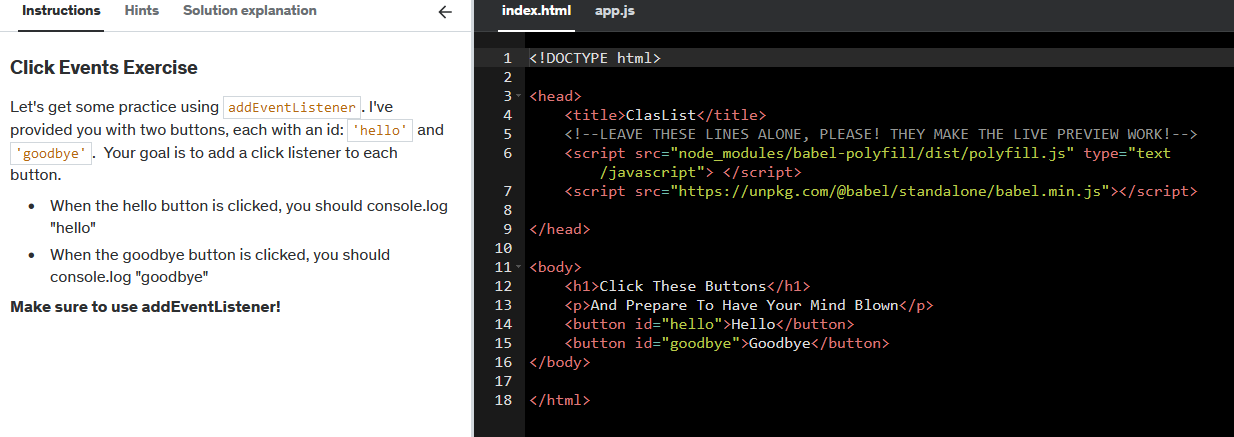 Instructions Hints Solution explanation
Click Events Exercise
Let's get some practice using addEventListener . I've
provided you with two buttons, each with an id: 'hello' and
'goodbye' . Your goal is to add a click listener to each
button.
• When the hello button is clicked, you should console.log
"hello"
• When the goodbye button is clicked, you should
console.log "goodbye"
Make sure to use addEventListener!
index.html app.js
1 <!DOCTYPE html>
2
3 <head>
4     <title>ClasList</title>
5     <!--LEAVE THESE LINES ALONE, PLEASE! THEY MAKE THE LIVE PREVIEW WORK!-->
6     <script src="node_modules/babel-polyfill/dist/polyfill.js" type="text
/javascript"> </script>
7     <script src="https://unpkg.com/@babel/standalone/babel.min.js"></script>
8
9 </head>
10
11 <body>
12     <h1>Click These Buttons</h1>
13     <p>And Prepare To Have Your Mind Blown</p>
14     <button id="hello">Hello</button>
15     <button id="goodbye">Goodbye</button>
16 </body>
17
18 </html>